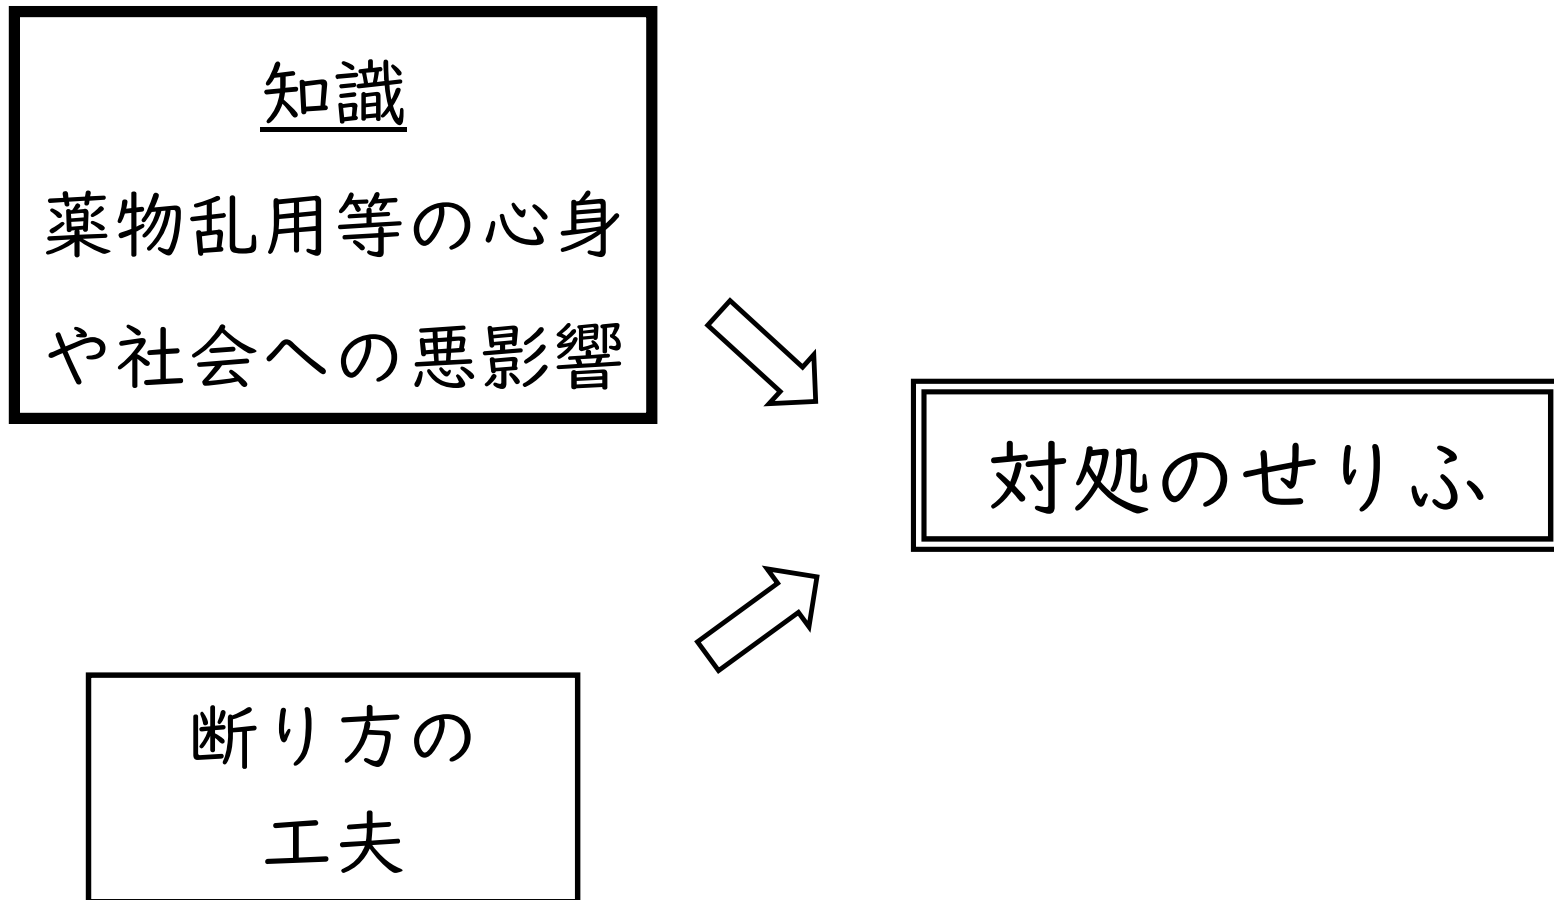 知識
薬物乱用等の心身
や社会への悪影響
対処のせりふ
断り方の
工夫